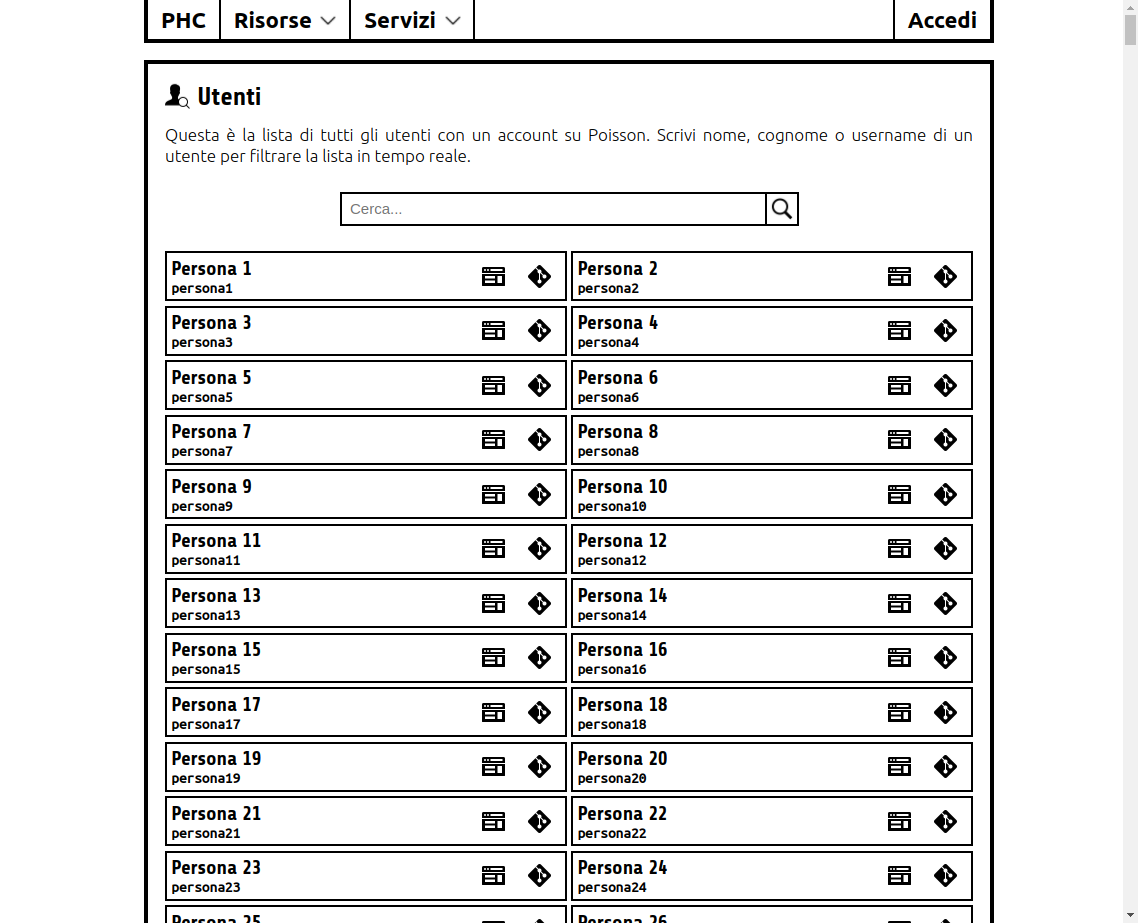 PHC Risorse Servizi Accedi
Utenti
Questa è la lista di tutti gli utenti con un account su Poisson. Scrivi nome, cognome o username di un
utente per filtrare la lista in tempo reale.
Cerca...
Persona 1 Persona 2
persona1 persona2
Persona 3 Persona 4
persona3 persona4
Persona 5 Persona 6
persona5 persona6
Persona 7 Persona 8
persona7 persona8
Persona 9 Persona 10
persona9 persona10
Persona 11 Persona 12
persona11 persona12
Persona 13 Persona 14
persona13 persona14
Persona 15 Persona 16
persona15 persona16
Persona 17 Persona 18
persona17 persona18
Persona 19 Persona 20
persona19 persona20
Persona 21 Persona 22
persona21 persona22
Persona 23 Persona 24
persona23 persona24
Persona 25 Persona 26